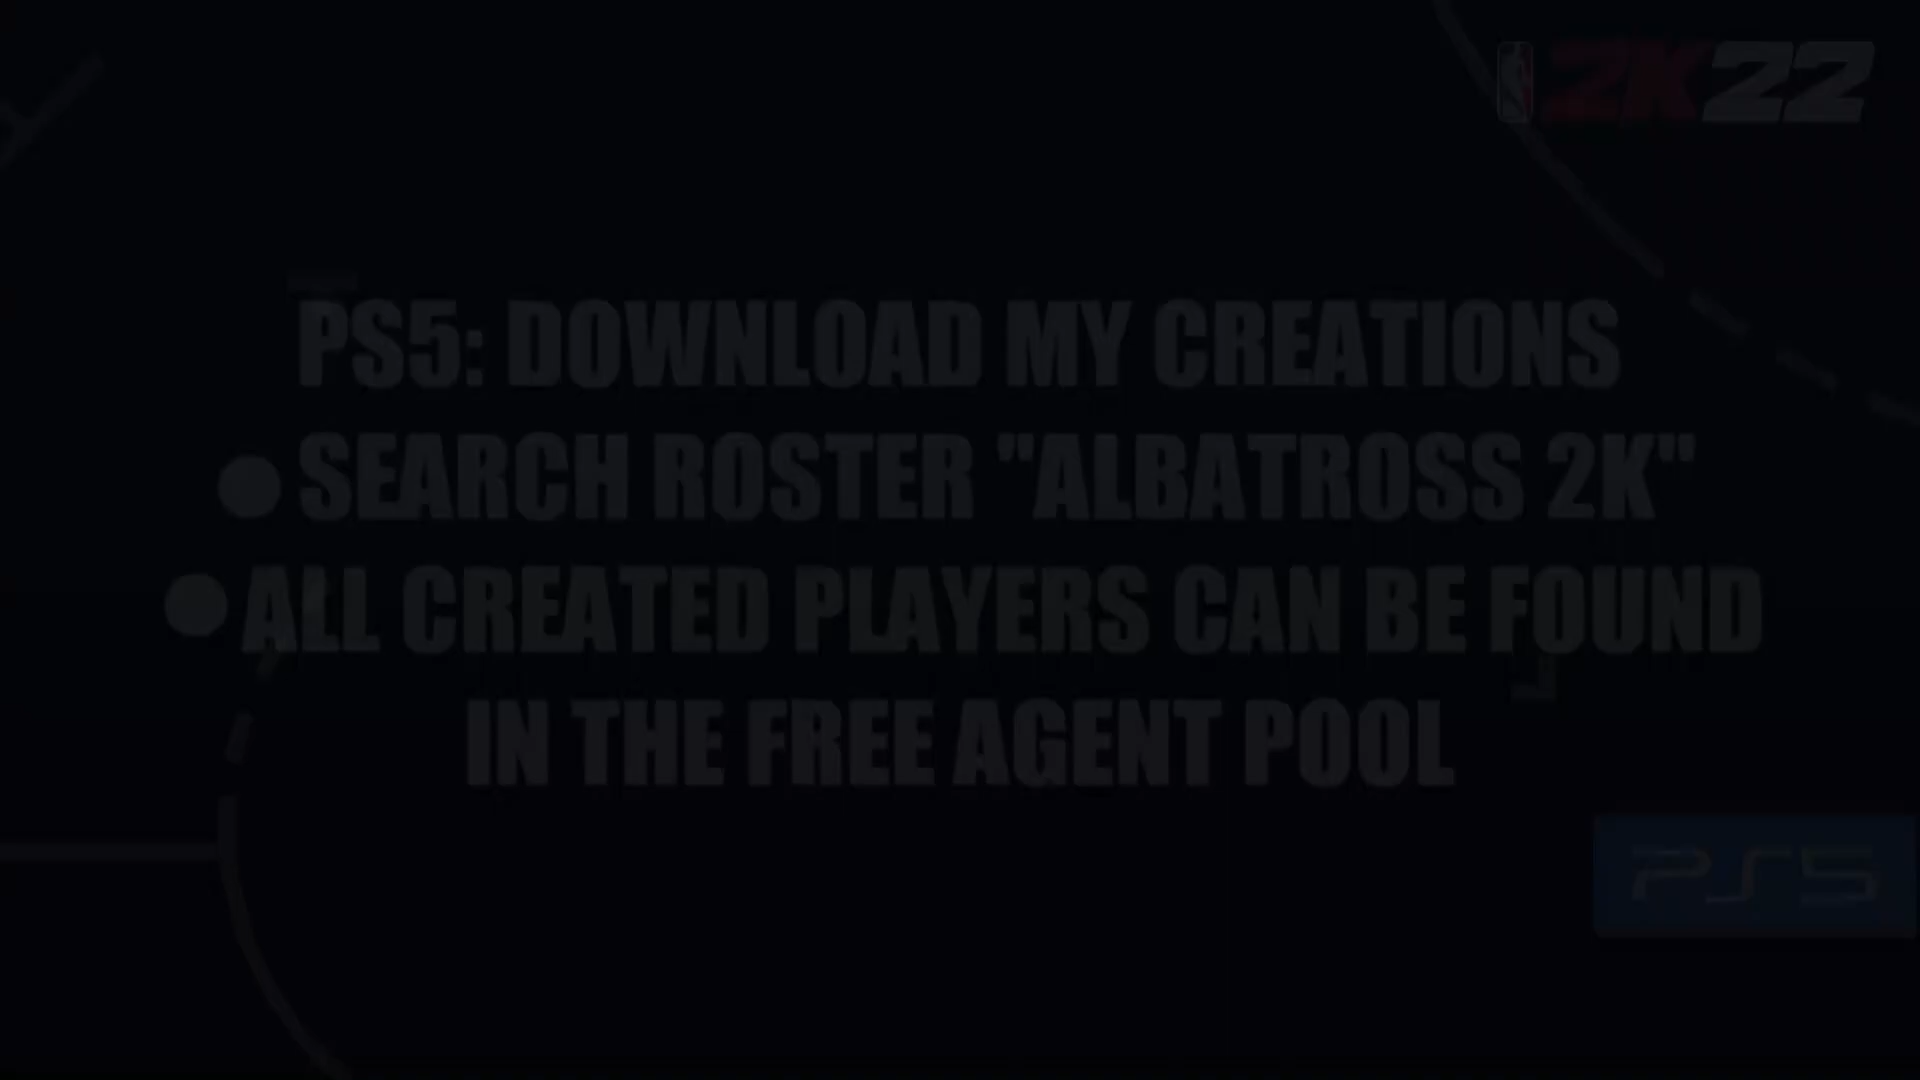 2K22
PS5: DOWNLOAD MY CREATIONS
● SEARCH ROSTER "ALBATROSS 2K"
● ALL CREATED PLAYERS CAN BE FOUND
IN THE FREE AGENT POOL
PS5